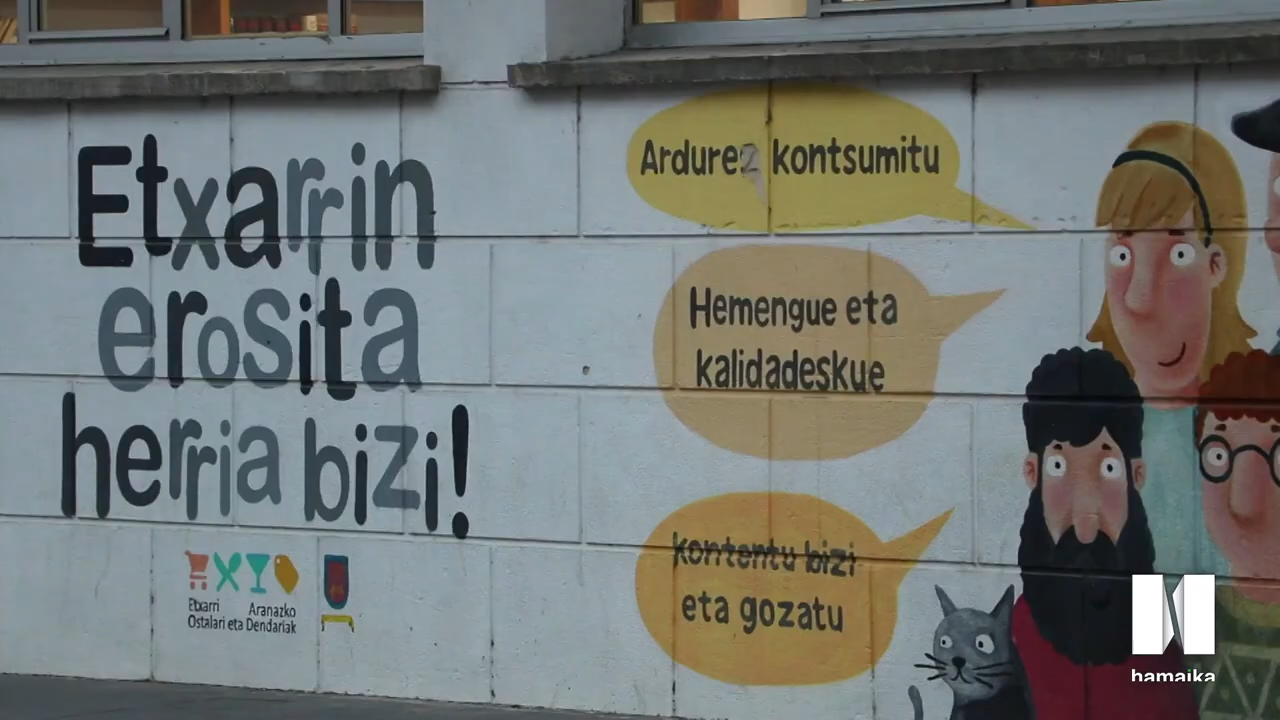 Etxarrin
erosita
herria bizi!
Etxarri Aranazko
Ostalari eta Dendariak
Ardurez kontsumitu
Hemengue eta
kalidadeskue
kontentu bizi
eta gozatu
hamaika